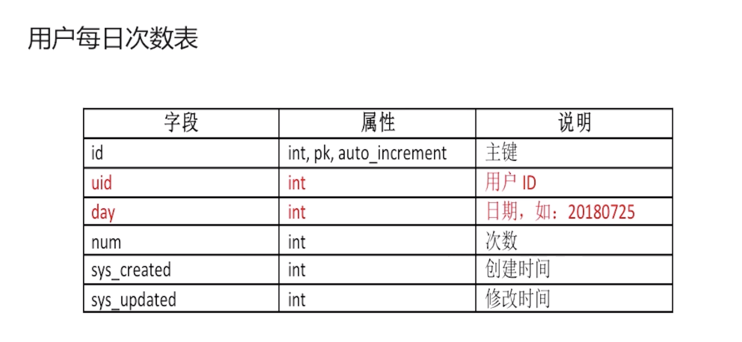 用户每日次数表
字段 属性 说明
id int, pk, auto_increment 主键
uid int 用户 ID
day int 日期，如：20180725
num int 次数
sys_created int 创建时间
sys_updated int 修改时间